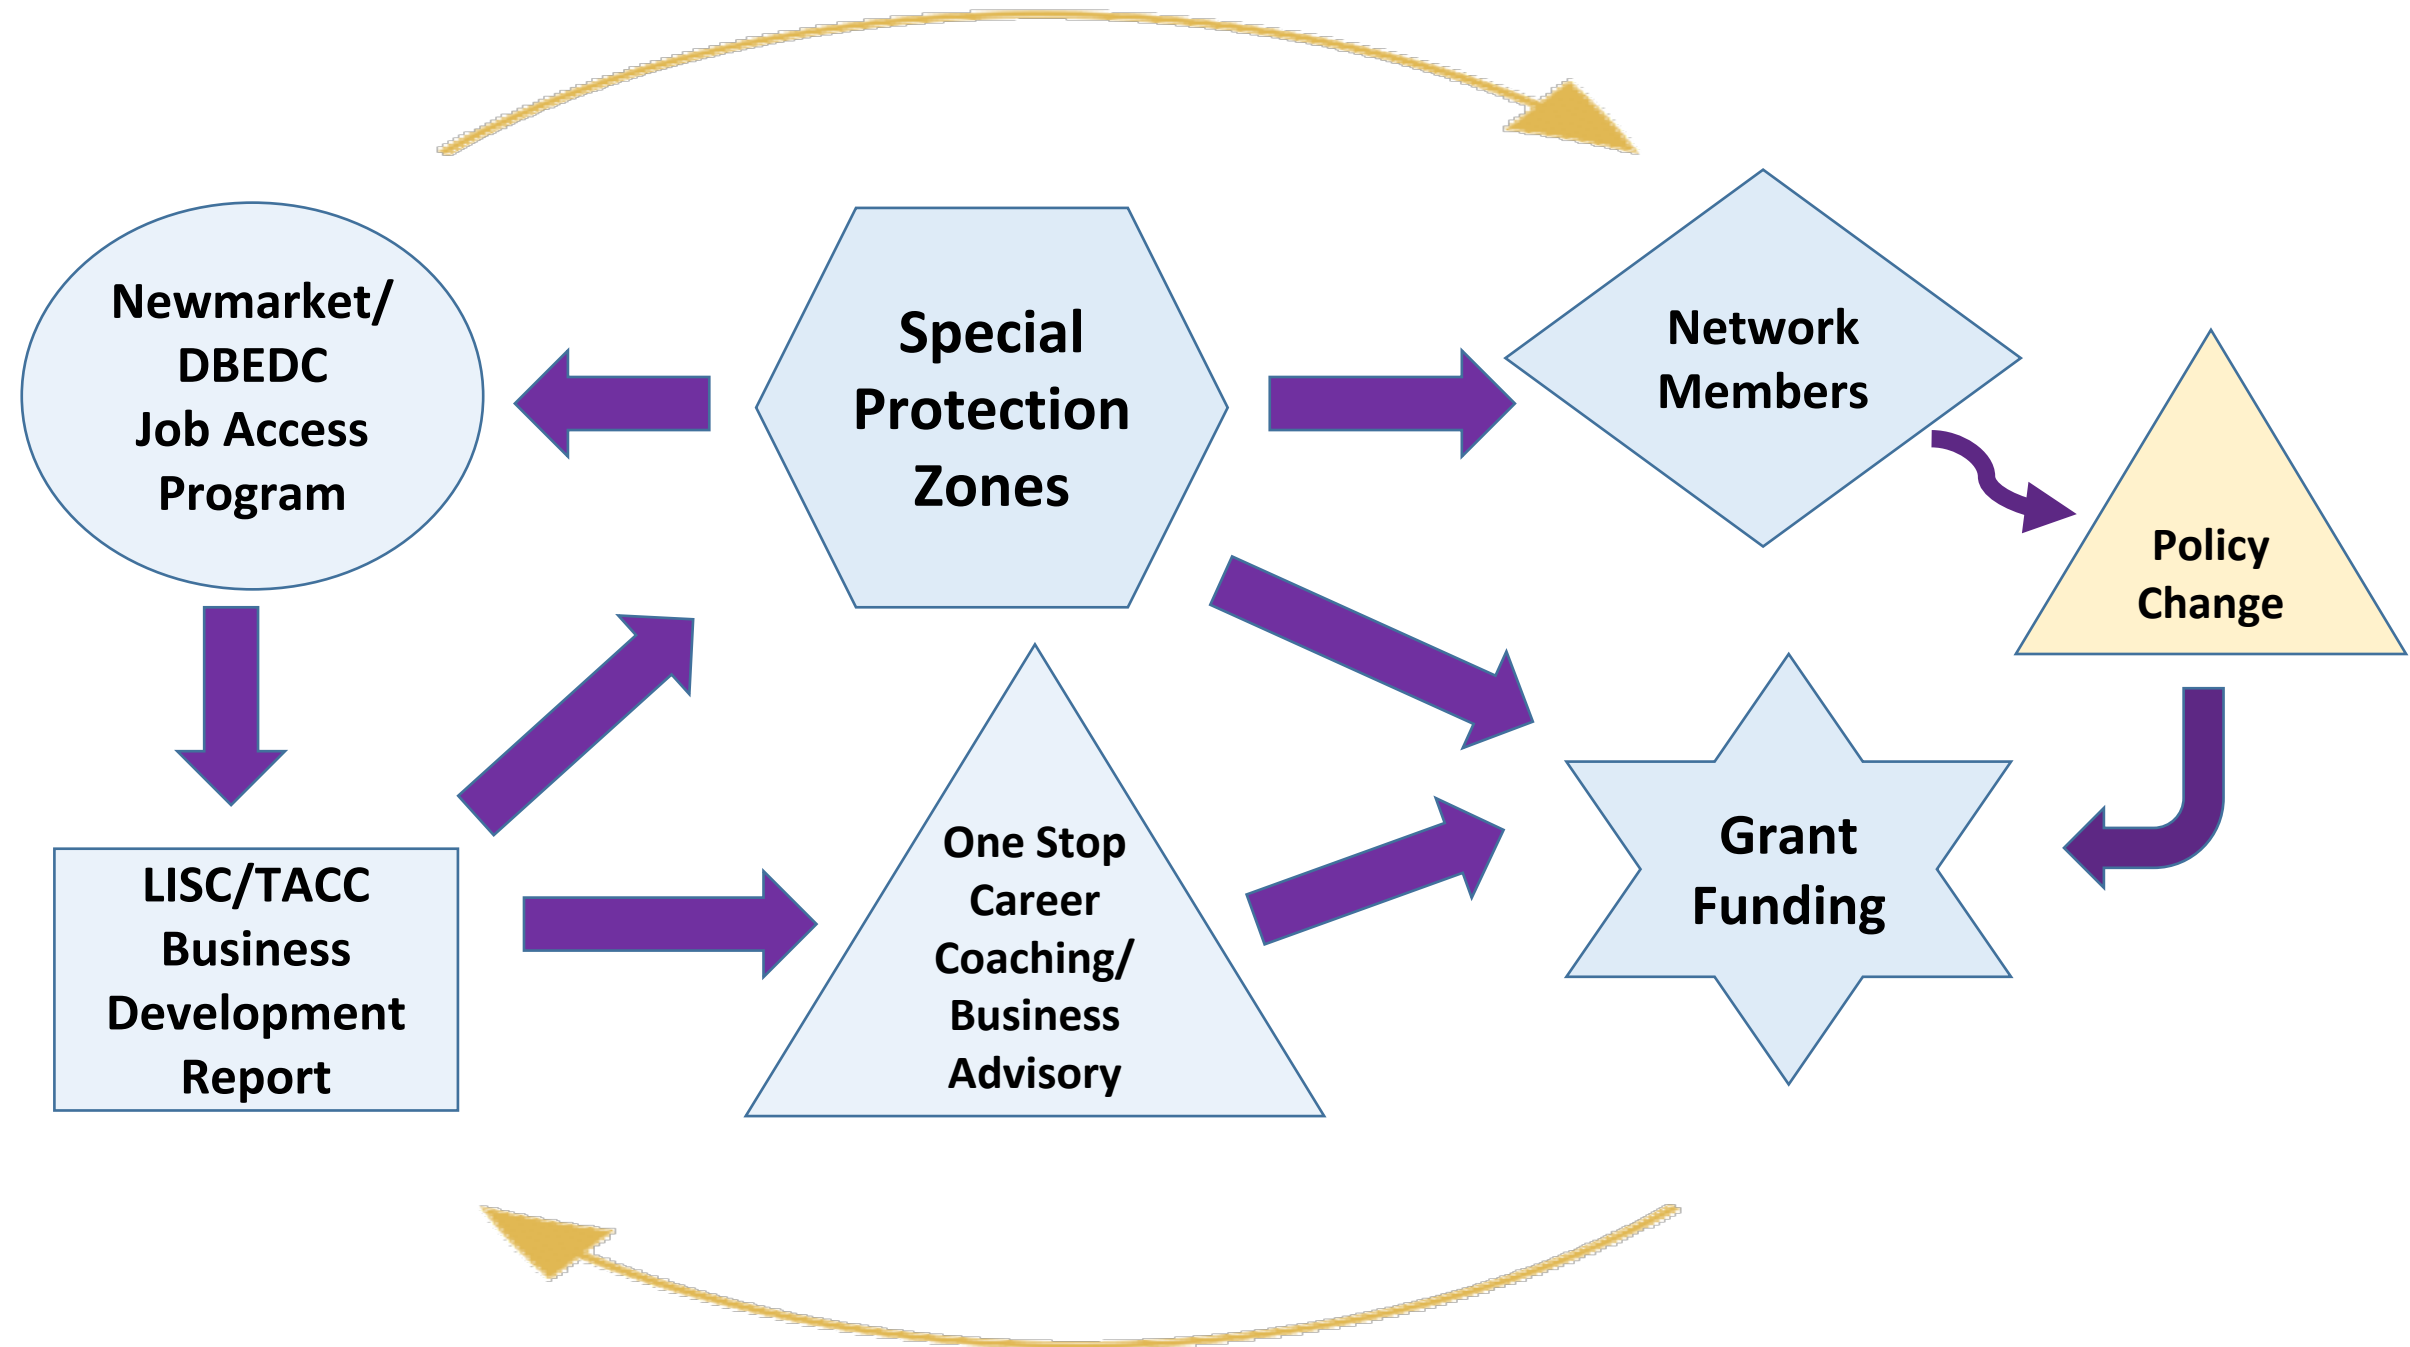 Newmarket/
DBEDC
Job Access
Program
Special
Protection
Zones
Network
Members
Policy
Change
LISC/TACC
Business
Development
Report
One Stop
Career
Coaching/
Business
Advisory
Grant
Funding